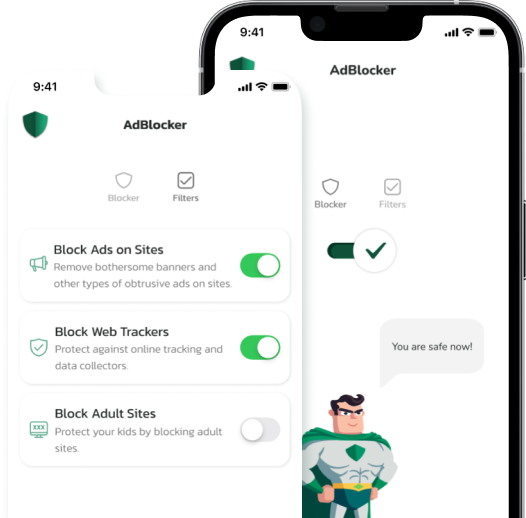 9:41
AdBlocker
Blocker
Filters
Block Ads on Sites
Remove bothersome banners and
other types of obtrusive ads on sites.
Block Web Trackers
Protect against online tracking and
data collectors.
Block Adult Sites
XXX
Protect your kids by blocking adult
sites.
9:41
AdBlocker
Blocker
Filters
You are safe now!